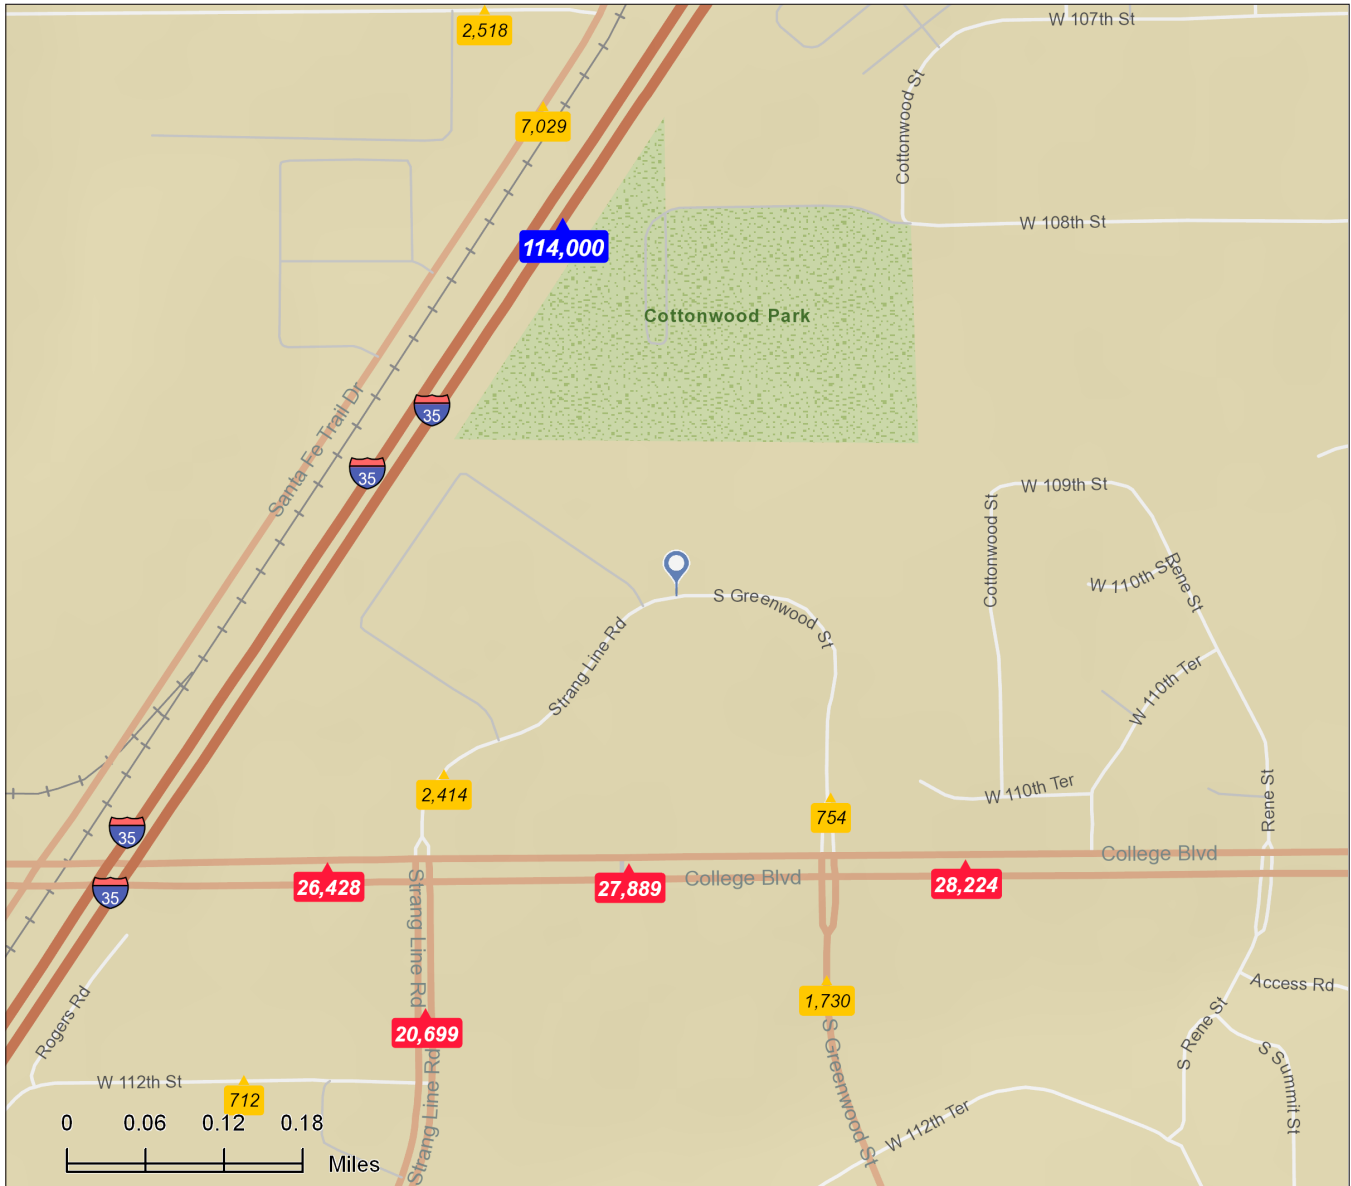 W 107th St
2,518
Cottonwood St
7,029
W 108th St
114,000
Cottonwood Park
Santa Fe Trail Dr
35
35
W 109th St
Cottonwood St
W 110th St
Rene St
S Greenwood St
Strang Line Rd
W 110th Ter
2,414
W 110th Ter
754
Rene St
35
College Blvd
26,428
27,889
College Blvd
28,224
35
Strang Line Rd
Access Rd
1,730
Rogers Rd
20,699
S Rene St
S Greenwood St
S Summit St
Strang Line Rd
W 112th St
712
W 112th Ter
0 0.06 0.12 0.18
Miles